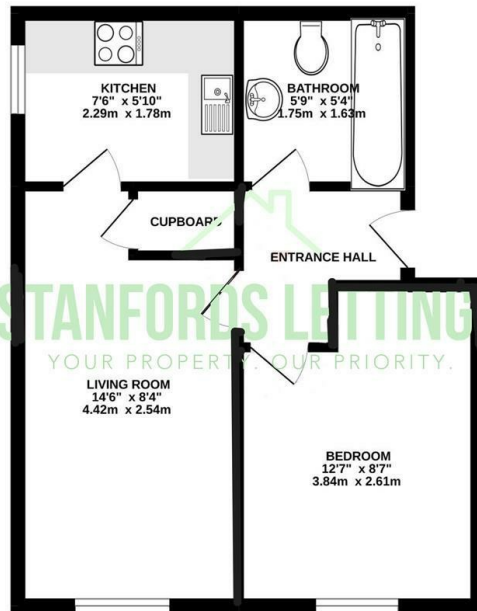 KITCHEN
7'6" x 5'10"
2.29m x 1.78m
BATHROOM
5'9" x 5'4"
1.75m x 1.63m
CUPBOARD
ENTRANCE HALL
STANFORDS LETTING
YOUR PROPERTY. OUR PRIORITY.
LIVING ROOM
14'6" x 8'4"
4.42m x 2.54m
BEDROOM
12'7" x 8'7"
3.84m x 2.61m